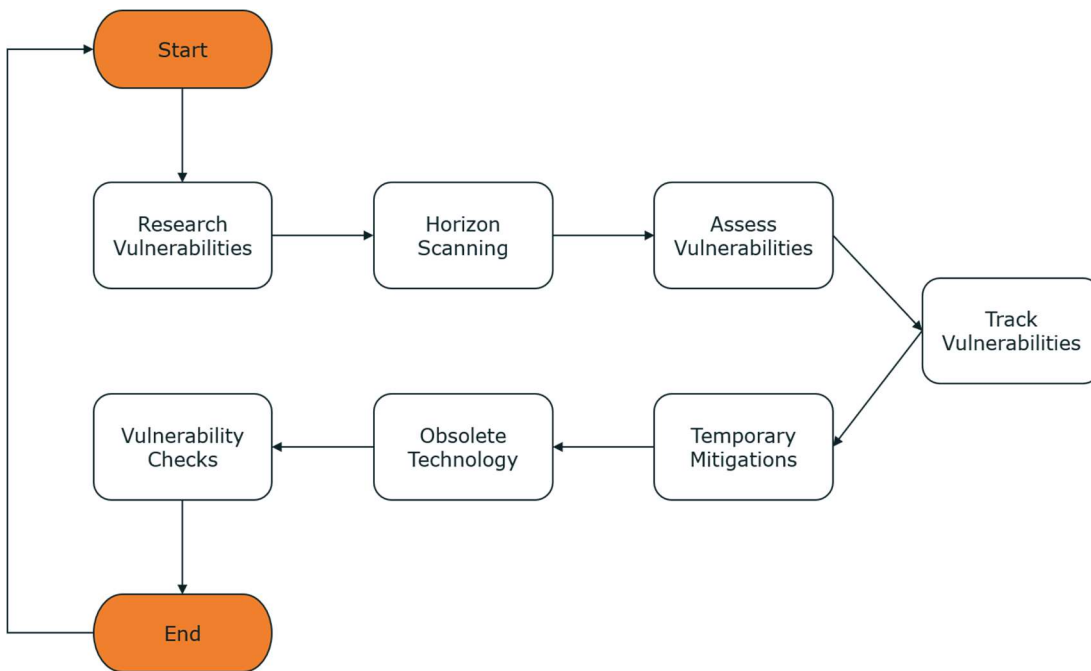 Start
Research
Vulnerabilities
Horizon
Scanning
Assess
Vulnerabilities
Track
Vulnerabilities
Temporary
Mitigations
Obsolete
Technology
Vulnerability
Checks
End